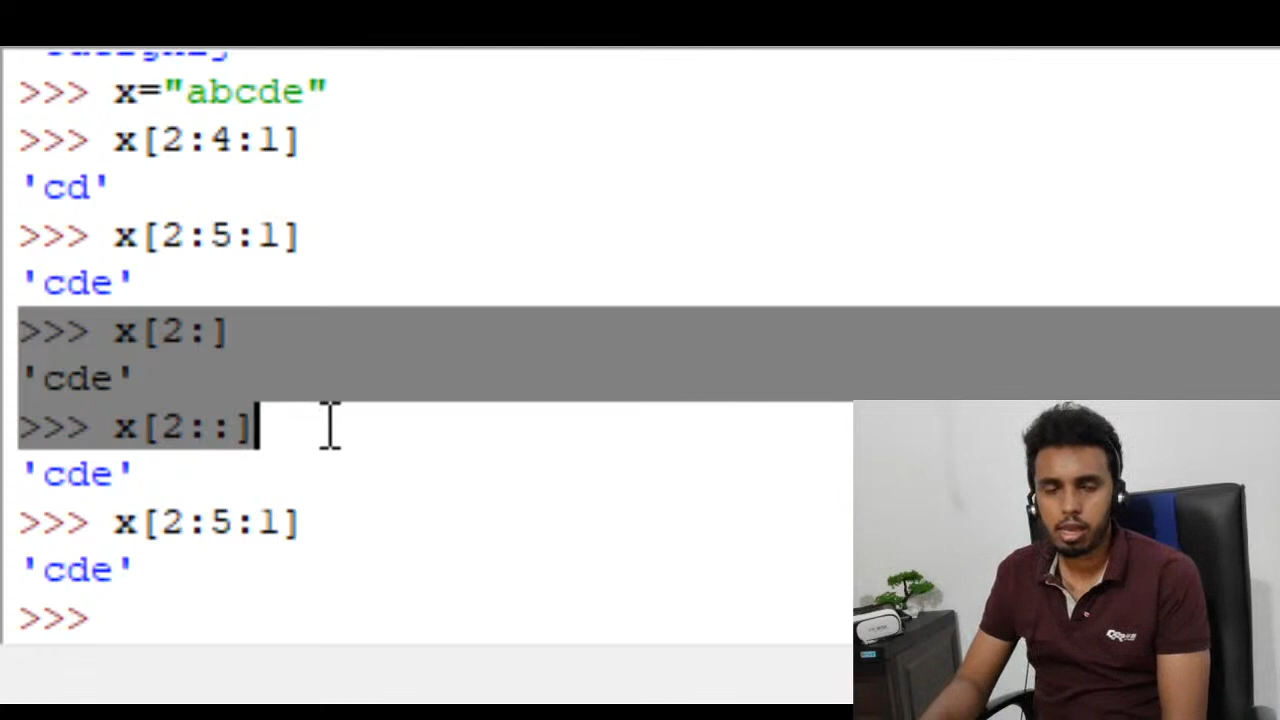 >>> x="abcde"
>>> x[2:4:1]
'cd'
>>> x[2:5:1]
'cde'
>>> x[2:]
'cde'
>>> x[2::]
'cde'
>>> x[2:5:1]
'cde'
>>>